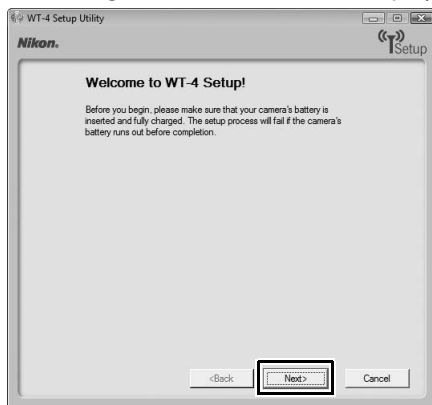 WT-4 Setup Utility
Nikon.
Setup
Welcome to WT-4 Setup!
Before you begin, please make sure that your camera's battery is
inserted and fully charged. The setup process will fail if the camera's
battery runs out before completion.
<Back Next> Cancel